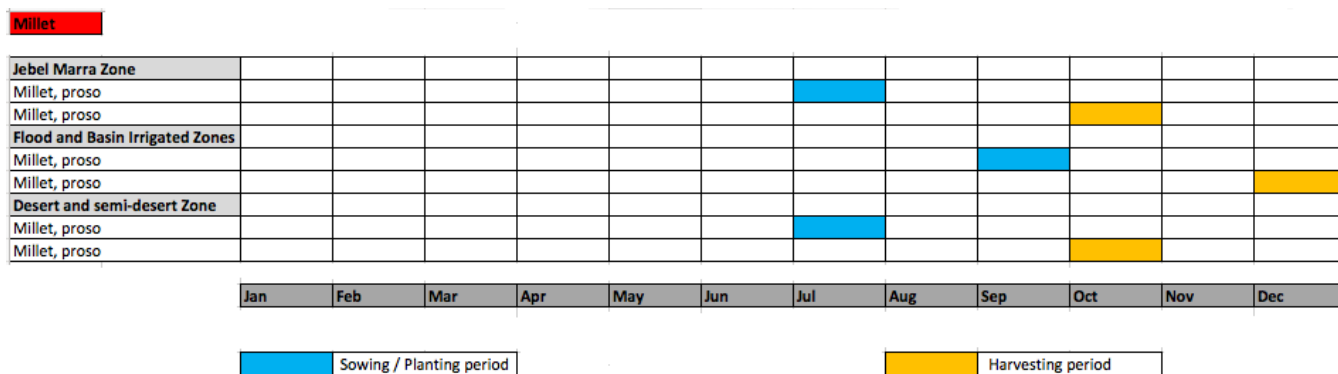 Millet
Jebel Marra Zone
Millet, proso
Millet, proso
Flood and Basin Irrigated Zones
Millet, proso
Millet, proso
Desert and semi-desert Zone
Millet, proso
Millet, proso
Jan Feb Mar Apr May Jun Jul Aug Sep Oct Nov Dec
Sowing / Planting period Harvesting period